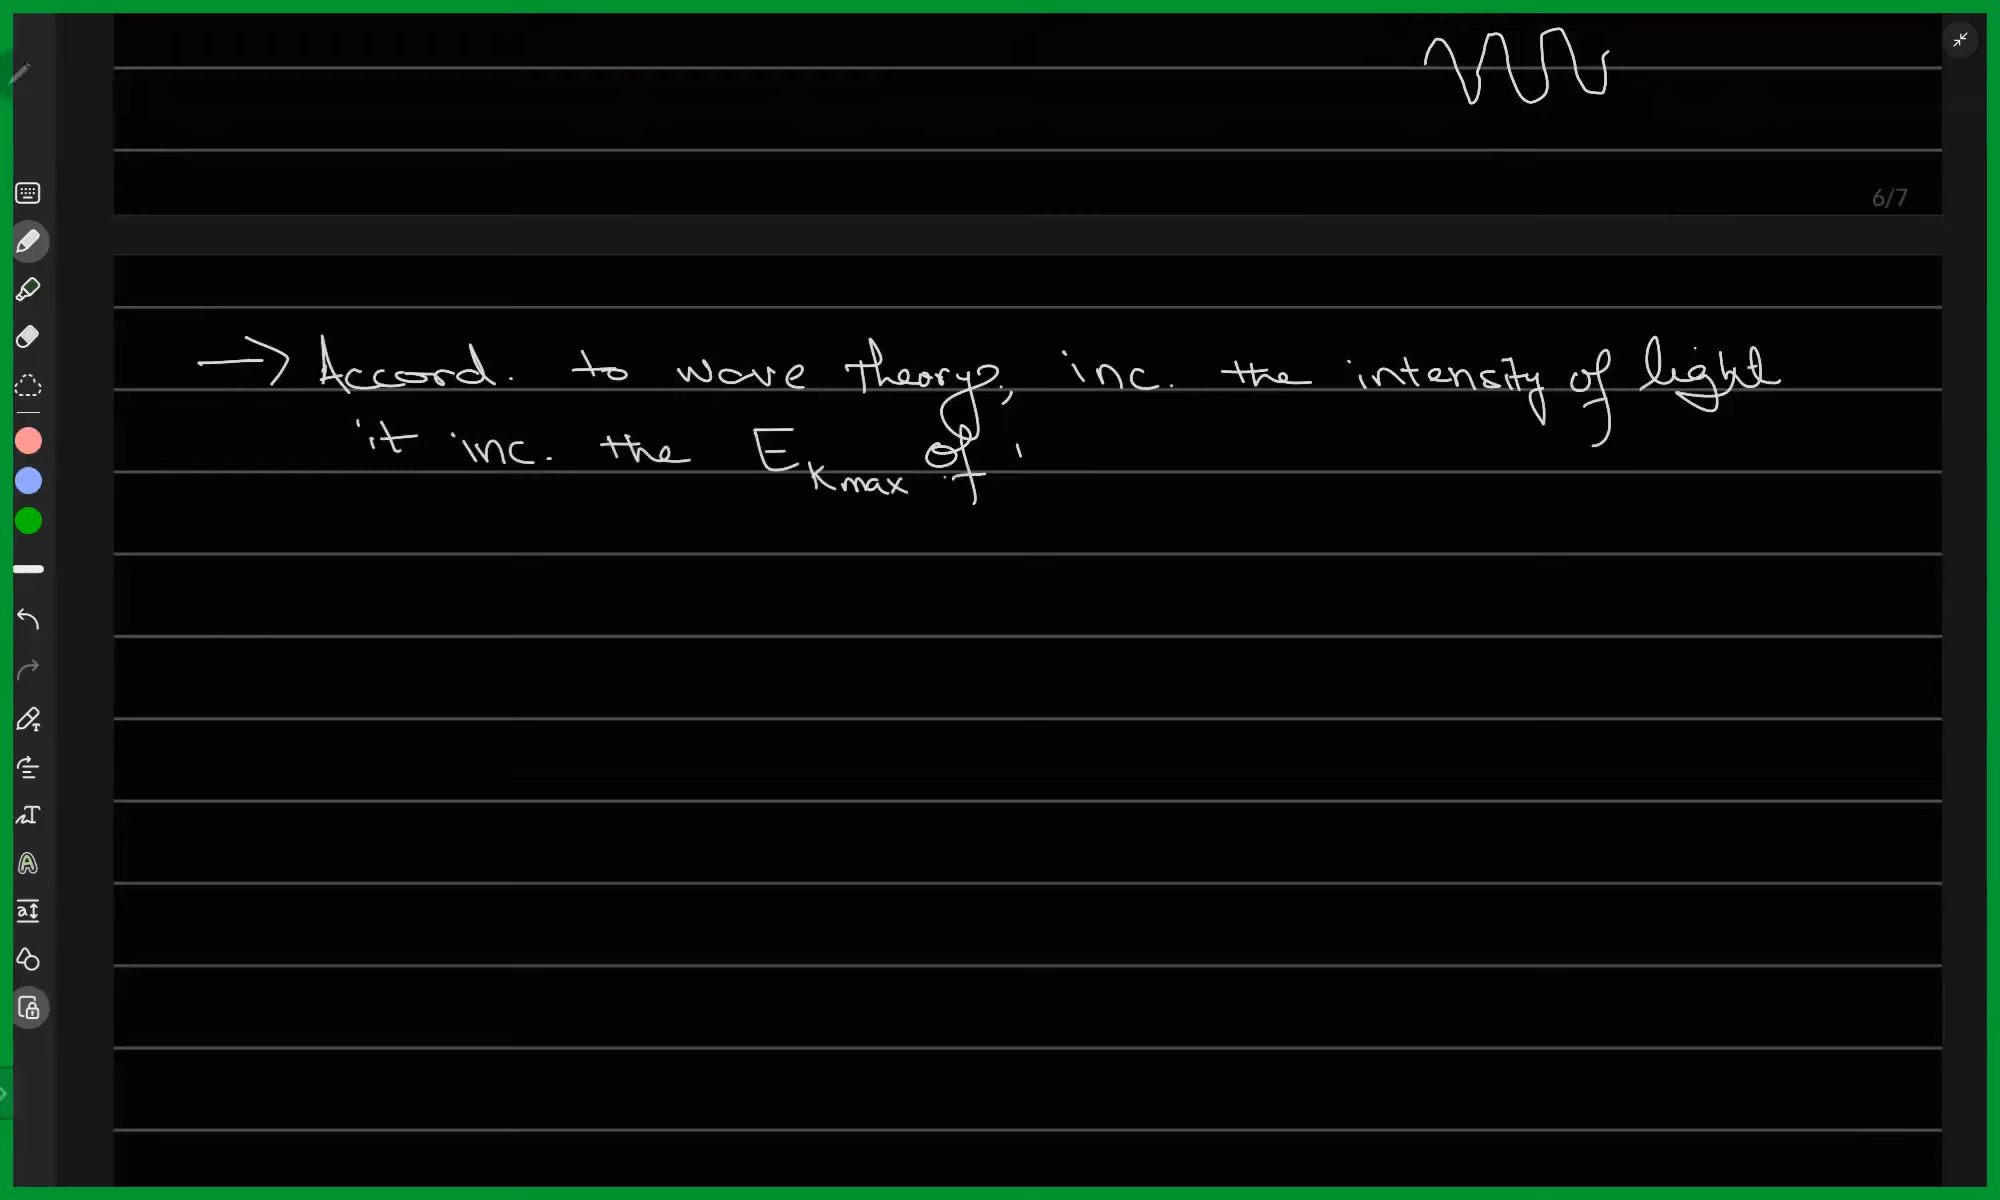 6/7
→ Accord. to wave theory, inc. the intensity of light
it inc. the E_Kmax of